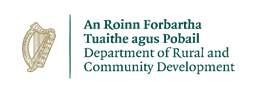 An Roinn Forbartha
Tuaithe agus Pobail
Department of Rural and
Community Development